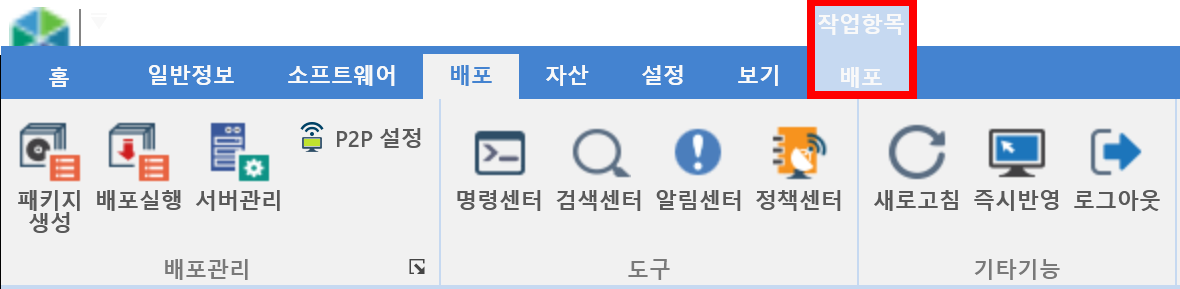 작업항목
홈 일반정보 소프트웨어 배포 자산 설정 보기 배포
P2P 설정
패키지 생성 배포실행 서버관리 명령센터 검색센터 알림센터 정책센터 새로고침 즉시반영 로그아웃
배포관리 도구 기타기능